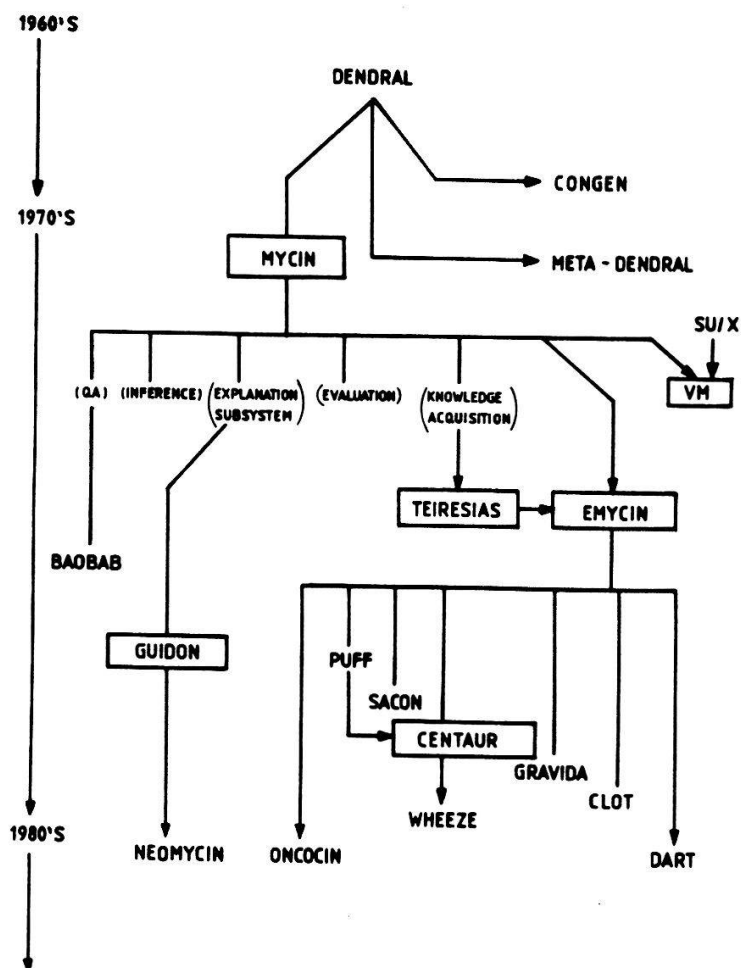 1960'S
DENDRAL
CONGEN
1970'S
MYCIN
META - DENDRAL
SU/X
(QA) (INFERENCE) (EXPLANATION SUBSYSTEM) (EVALUATION) (KNOWLEDGE ACQUISITION)
VM
TEIRESIAS
EMYCIN
BAOBAB
GUIDON
PUFF
SACON
CENTAUR
GRAVIDA
CLOT
WHEEZE
1980'S
NEOMYCIN
ONCOCIN
DART